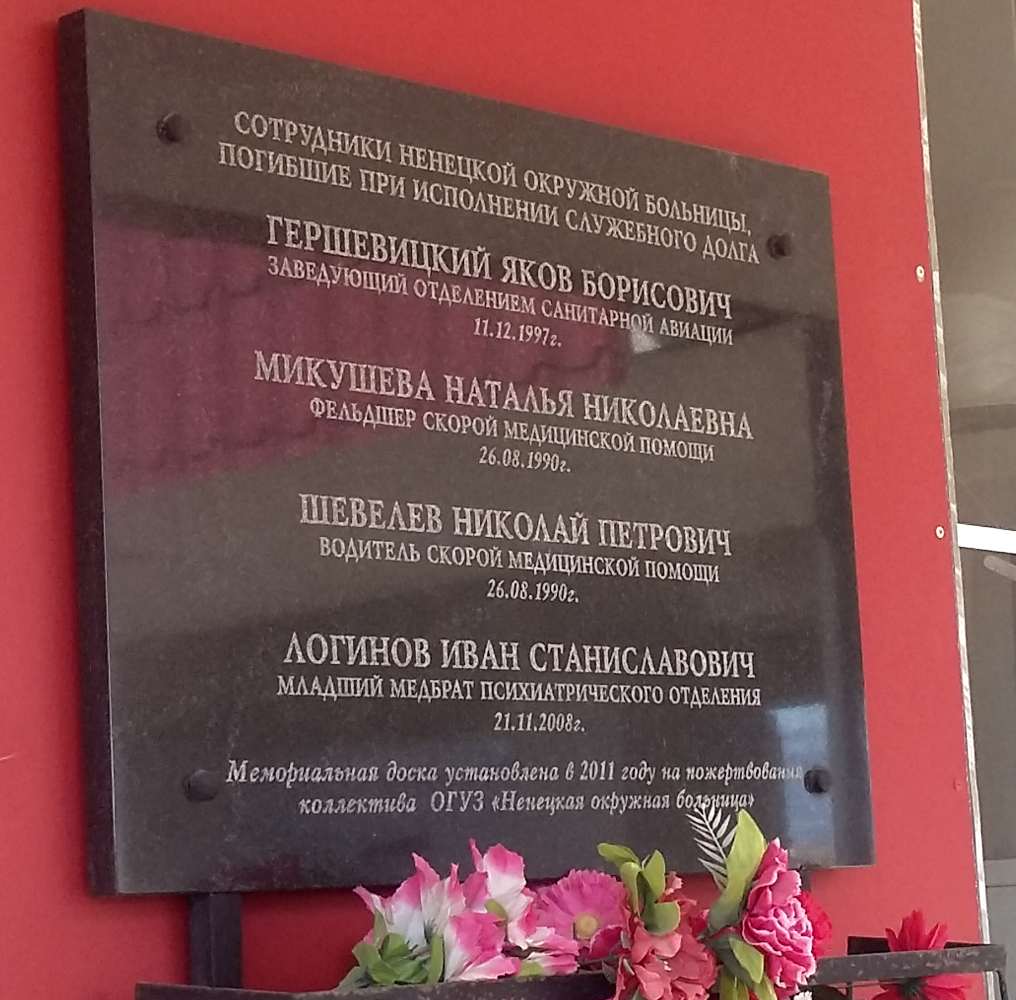 СОТРУДНИКИ НЕНЕЦКОЙ ОКРУЖНОЙ БОЛЬНИЦЫ,
ПОГИБШИЕ ПРИ ИСПОЛНЕНИИ СЛУЖЕБНОГО ДОЛГА
ГЕРШЕВИЦКИЙ ЯКОВ БОРИСОВИЧ
ЗАВЕДУЮЩИЙ ОТДЕЛЕНИЕМ САНИТАРНОЙ АВИАЦИИ
11.12.1997г.
МИКУШЕВА НАТАЛЬЯ НИКОЛАЕВНА
ФЕЛЬДШЕР СКОРОЙ МЕДИЦИНСКОЙ ПОМОЩИ
26.08.1990г.
ШЕВЕЛЕВ НИКОЛАЙ ПЕТРОВИЧ
ВОДИТЕЛЬ СКОРОЙ МЕДИЦИНСКОЙ ПОМОЩИ
26.08.1990г.
ЛОГИНОВ ИВАН СТАНИСЛАВОВИЧ
МЛАДШИЙ МЕДБРАТ ПСИХИАТРИЧЕСКОГО ОТДЕЛЕНИЯ
21.11.2008г.
Мемориальная доска установлена в 2011 году на пожертвования
коллектива ОГУЗ «Ненецкая окружная больница»